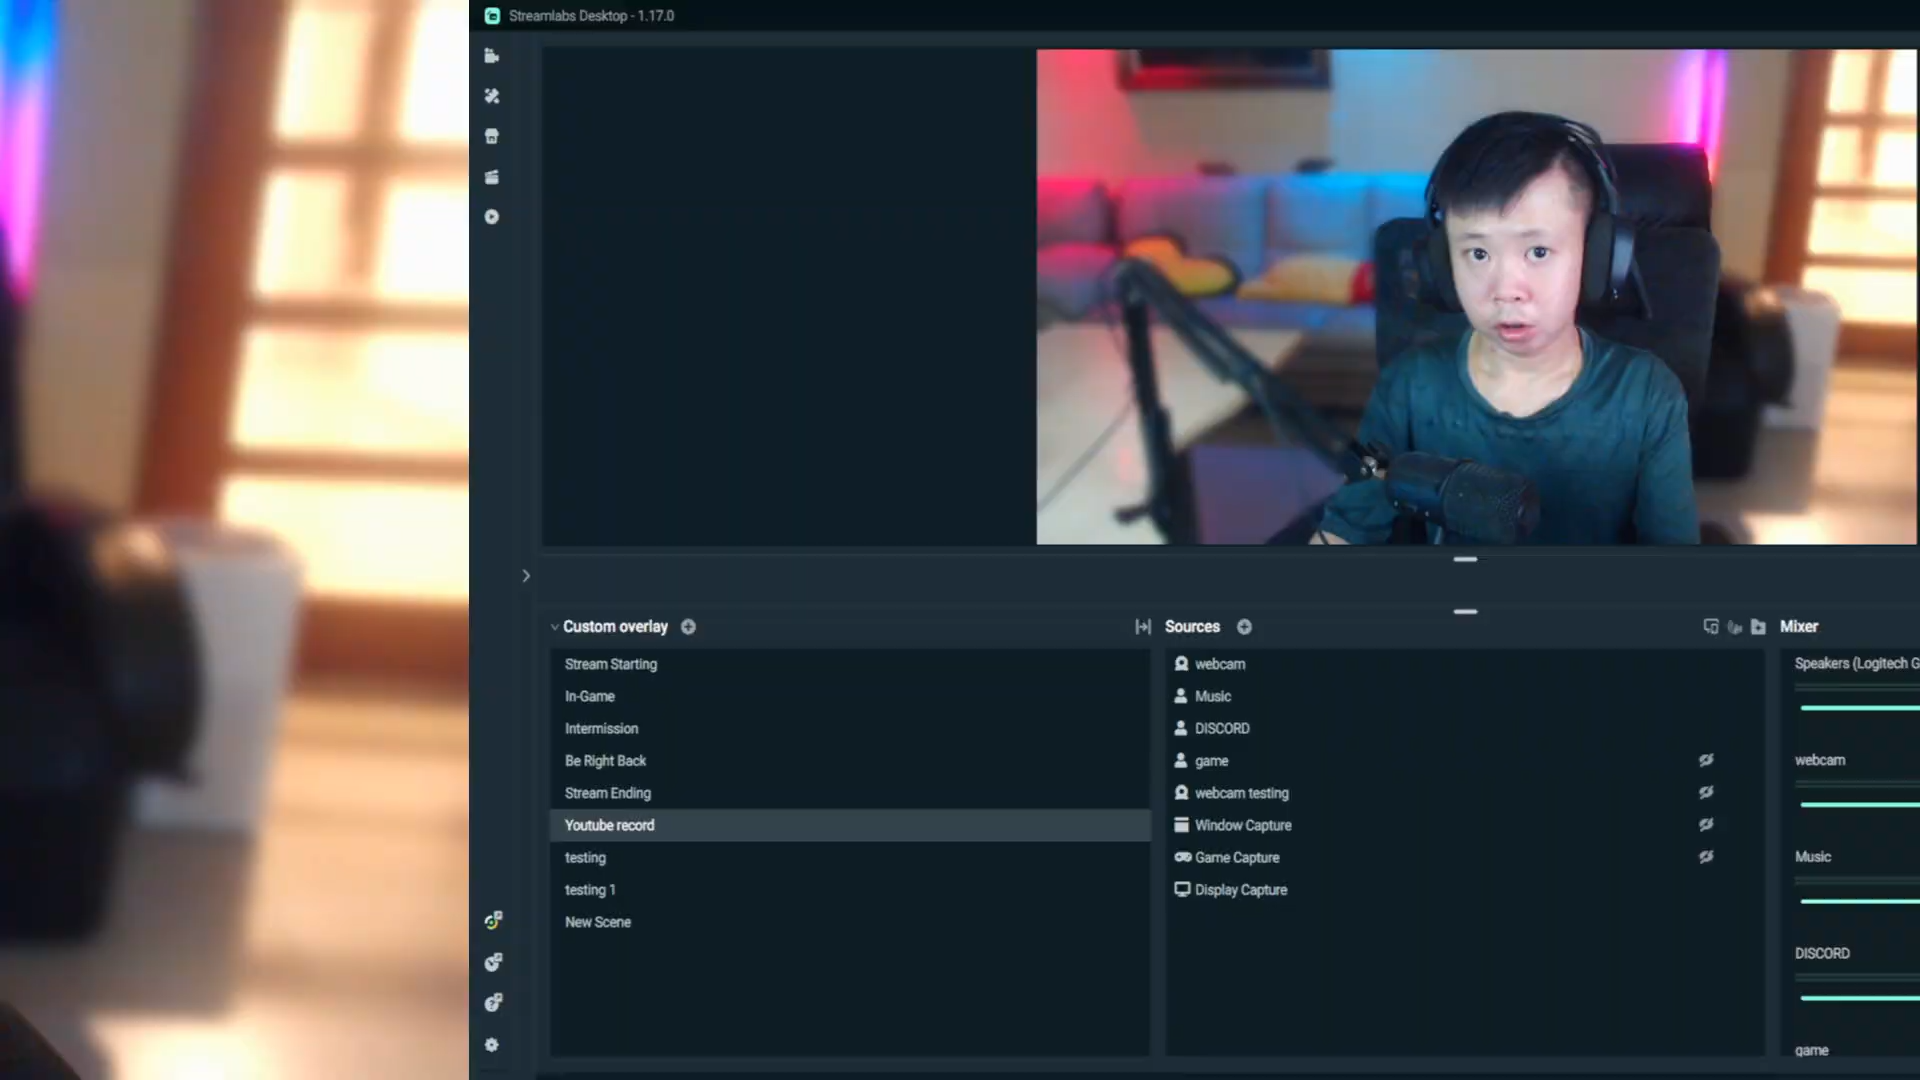 Streamlabs Desktop - 1.17.0
Custom overlay
Stream Starting
In-Game
Intermission
Be Right Back
Stream Ending
Youtube record
testing
testing 1
New Scene
Sources
webcam
Music
DISCORD
game
webcam testing
Window Capture
Game Capture
Display Capture
Mixer
Speakers (Logitech G
webcam
Music
DISCORD
game